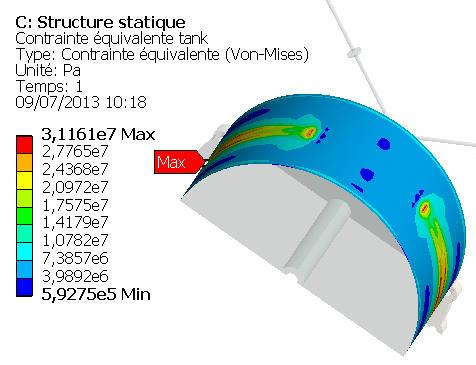 C: Structure statique
Contrainte équivalente tank
Type: Contrainte équivalente (Von-Mises)
Unité: Pa
Temps: 1
09/07/2013 10:18
3,1161e7 Max
2,7765e7
2,4368e7
2,0972e7
1,7575e7
1,4179e7
1,0782e7
7,3857e6
3,9892e6
5,9275e5 Min
Max